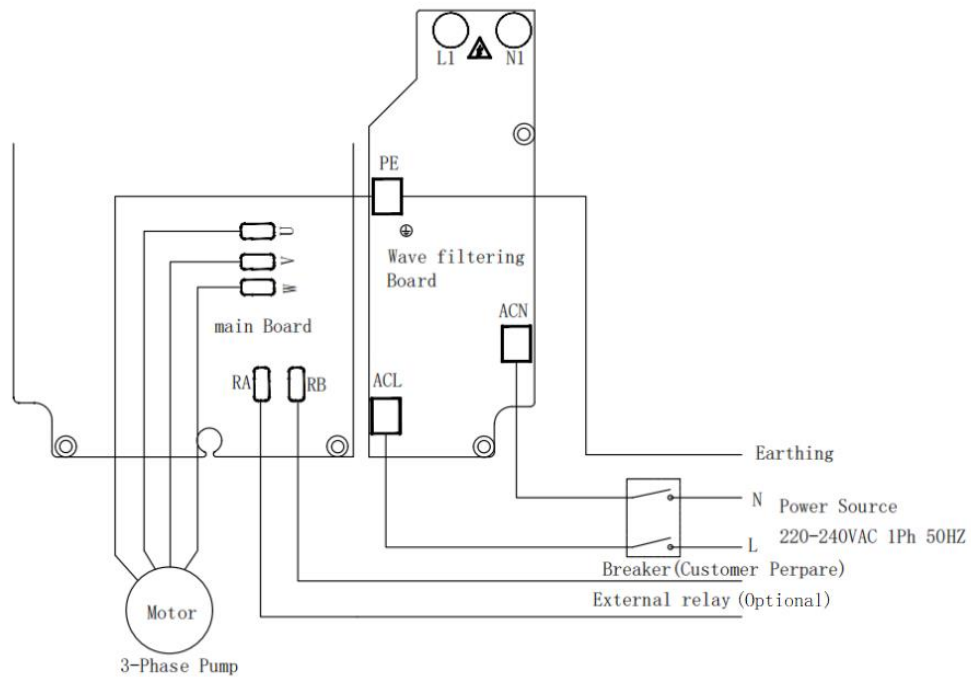 L1
N1
PE
U
V
W
Wave filtering
Board
main Board
ACN
RA
RB
ACL
Earthing
N
Power Source
L
220-240VAC 1Ph 50HZ
Breaker(Customer Perpare)
External relay (Optional)
Motor
3-Phase Pump